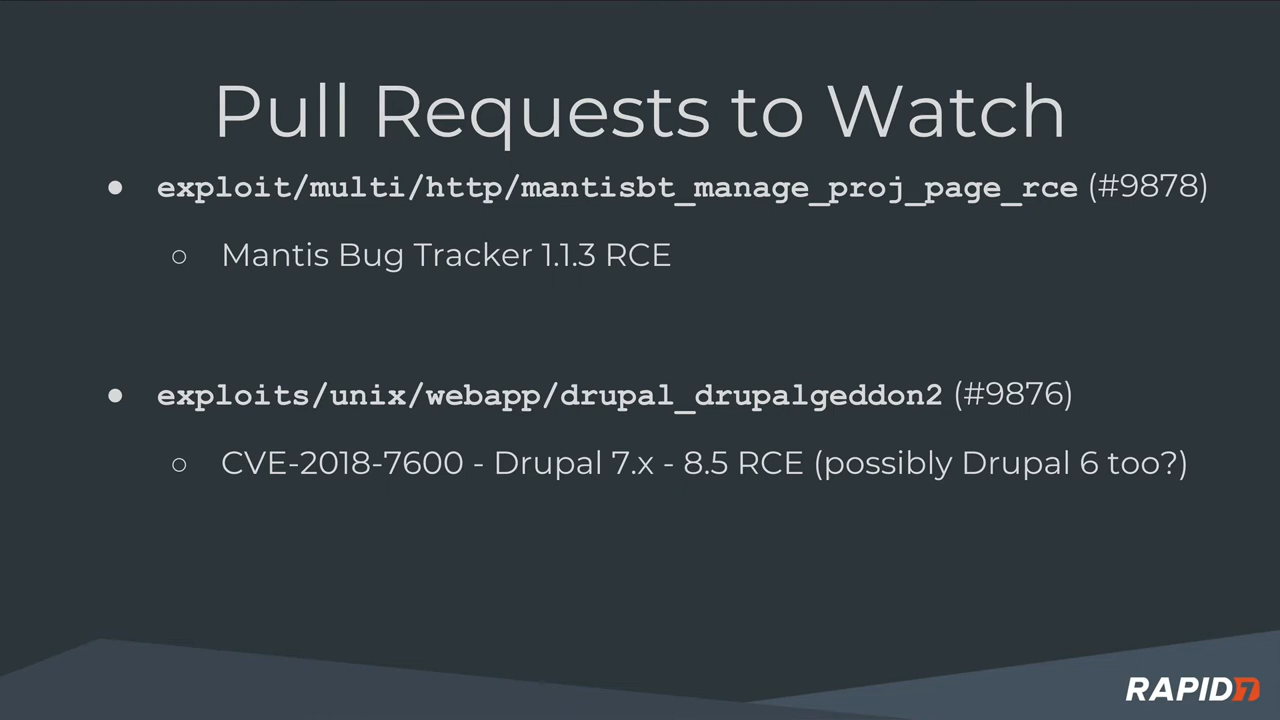 Pull Requests to Watch
● exploit/multi/http/mantisbt_manage_proj_page_rce (#9878)
○ Mantis Bug Tracker 1.1.3 RCE
● exploits/unix/webapp/drupal_drupalgeddon2 (#9876)
○ CVE-2018-7600 - Drupal 7.x - 8.5 RCE (possibly Drupal 6 too?)
RAPID7